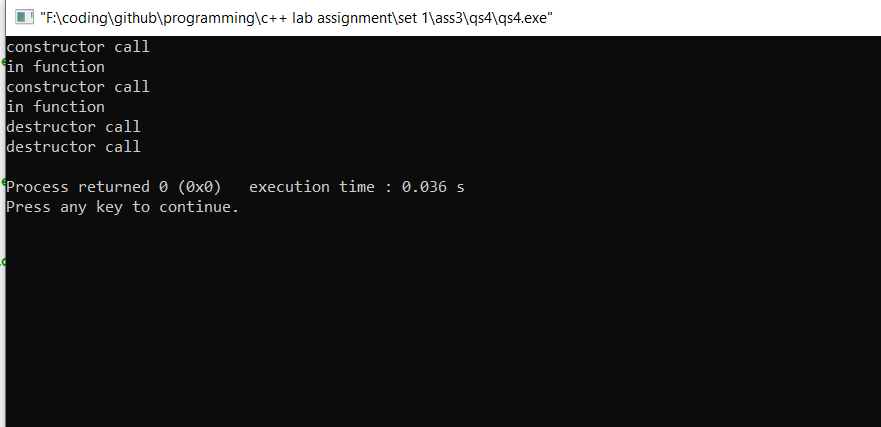 "F:\coding\github\programming\c++ lab assignment\set 1\ass3\qs4\qs4.exe"
constructor call
in function
constructor call
in function
destructor call
destructor call
Process returned 0 (0x0)   execution time : 0.036 s
Press any key to continue.